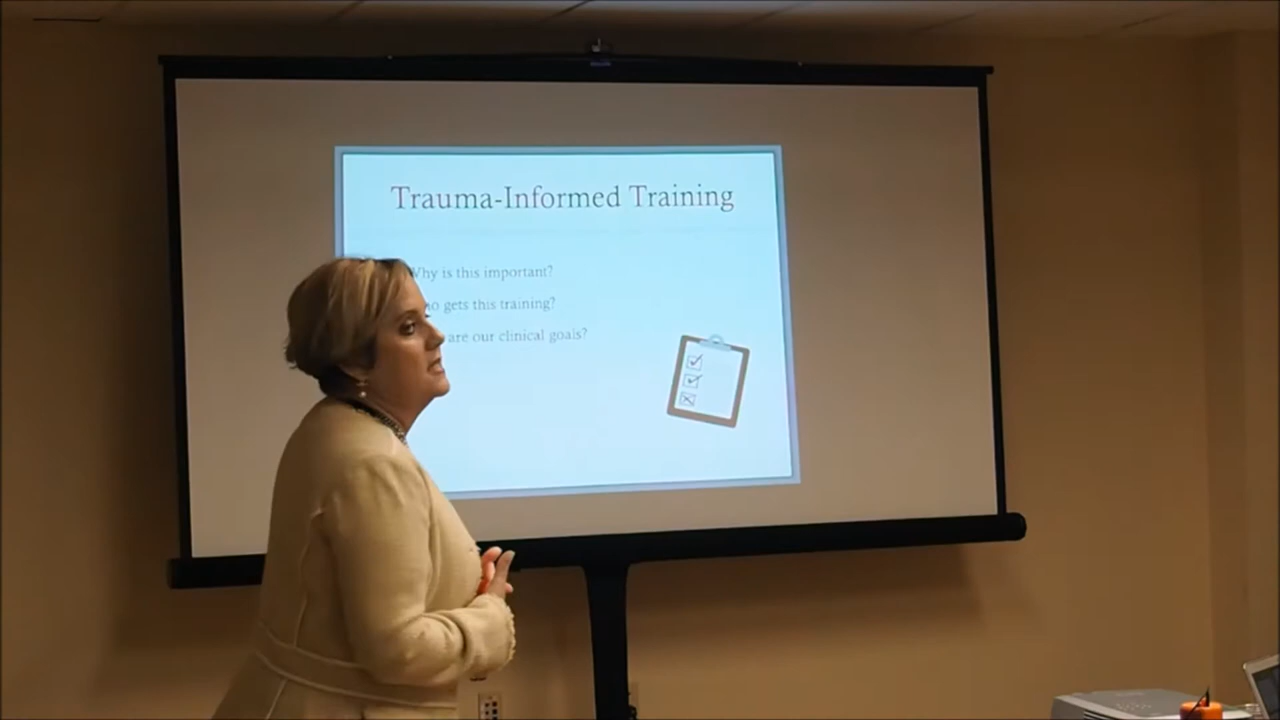 Trauma-Informed Training
Why is this important?
gets this training?
are our clinical goals?